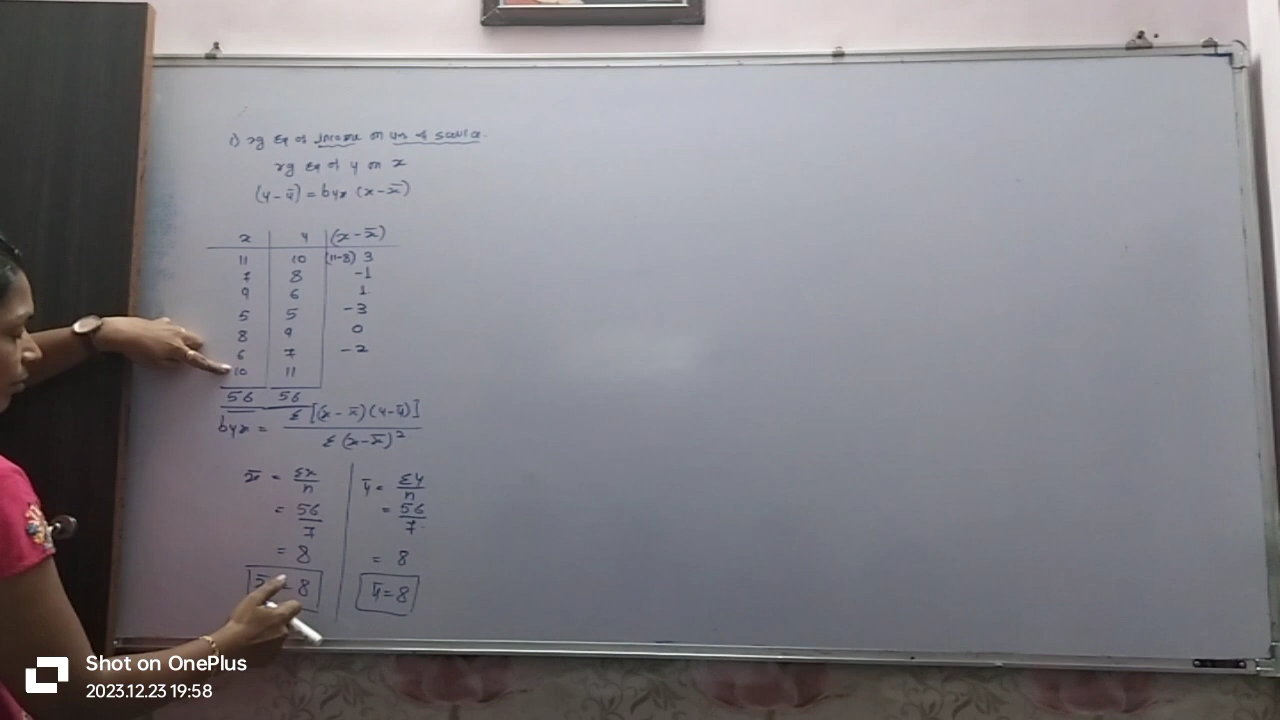 1) rg Eq of income on yrs of service.
rg Eq of y on x
(y-ȳ) = byx (x-x̄)
x y (x-x̄)
11 10 (11-8) 3
7 8 -1
9 6 1
5 5 -3
8 9 0
6 7 -2
10 11
56 56
byx = Σ[(x-x̄)(y-ȳ)] / Σ(x-x̄)²
x̄ = Σx/n
= 56/7
= 8
x̄ = 8
ȳ = Σy/n
= 56/7
= 8
ȳ = 8
Shot on OnePlus
2023.12.23 19:58